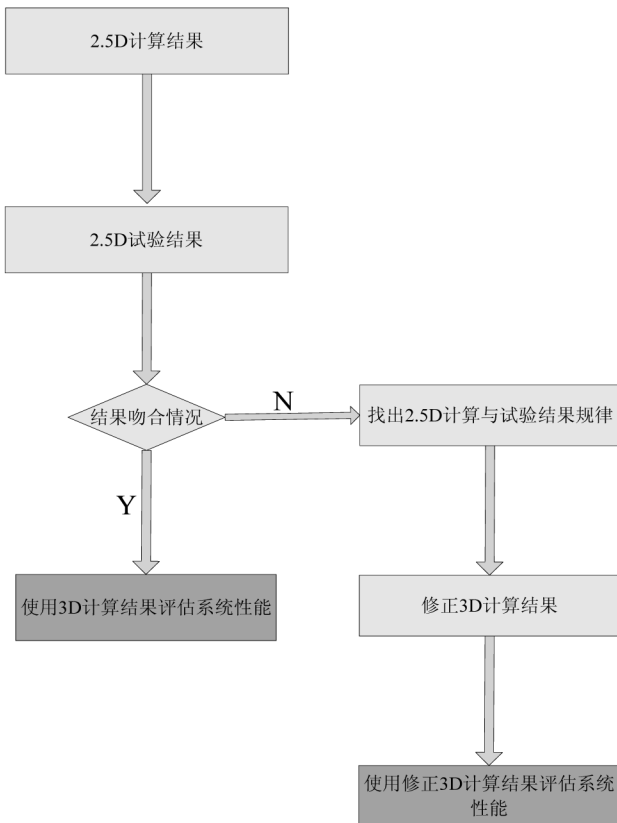 2.5D计算结果
2.5D试验结果
结果吻合情况
N
找出2.5D计算与试验结果规律
Y
使用3D计算结果评估系统性能
修正3D计算结果
使用修正3D计算结果评估系统
性能